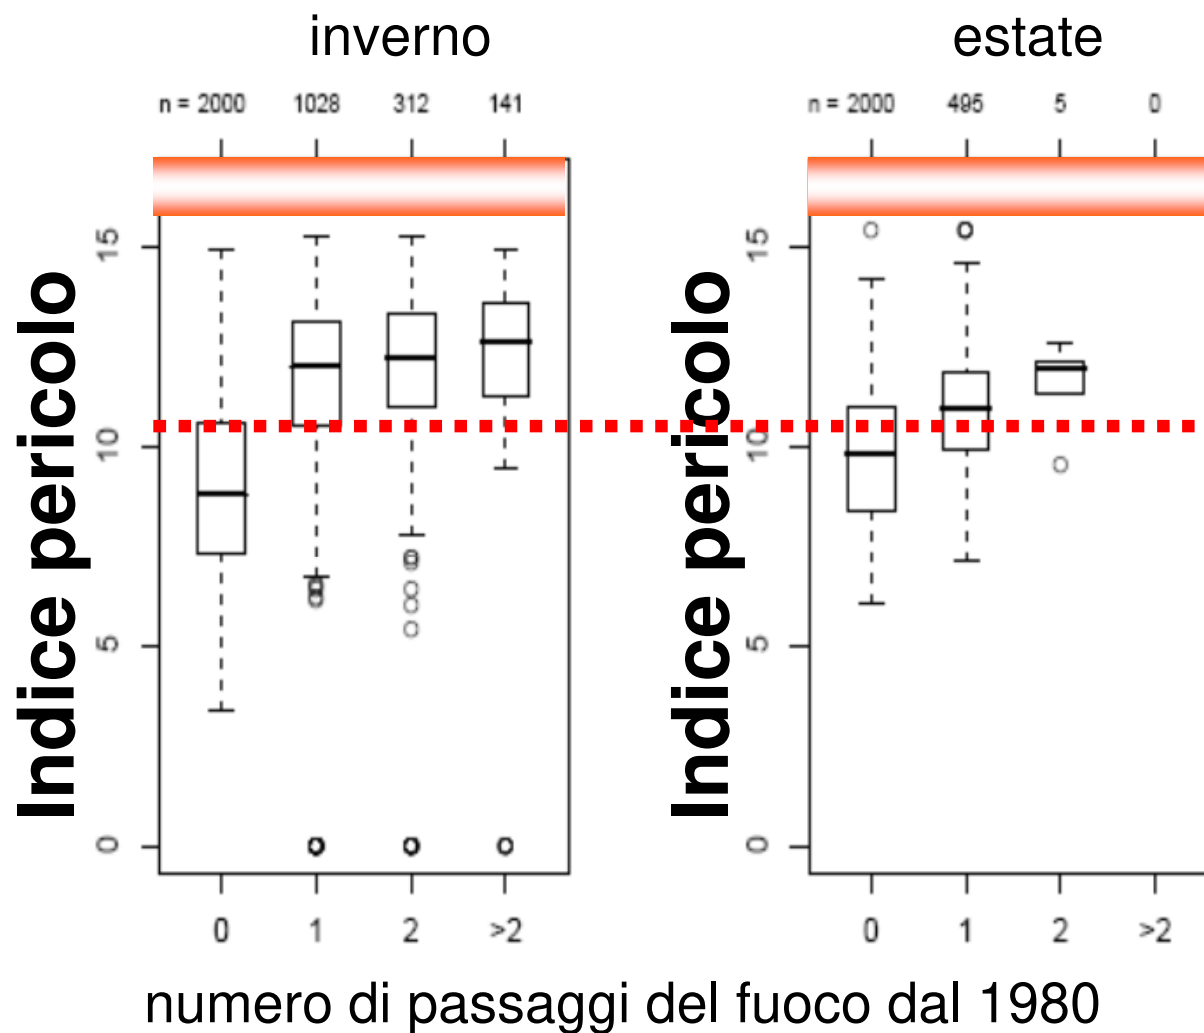 inverno
n = 2000 1028 312 141
Indice pericolo
15
10
5
0
0 1 2 >2
estate
n = 2000 495 5 0
Indice pericolo
15
10
5
0
0 1 2 >2
numero di passaggi del fuoco dal 1980